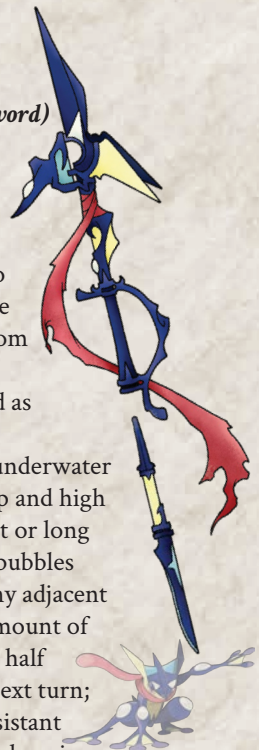 word)
e
om
d as
underwater
p and high
t or long
bubbles
ny adjacent
mount of
half
ext turn;
sistant